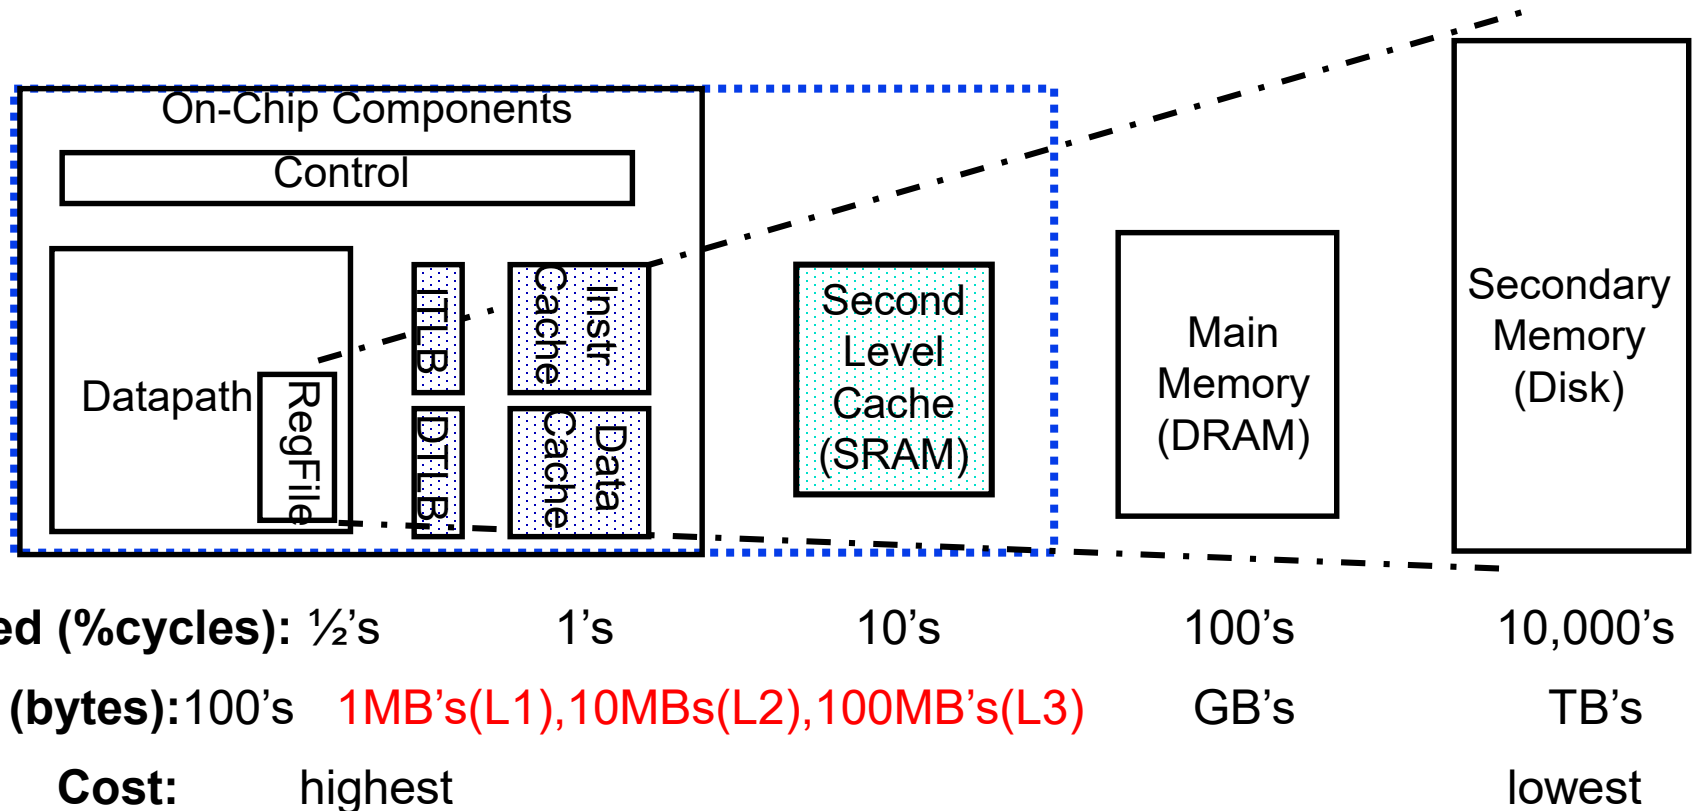 On-Chip Components
Control
Datapath
RegFile
ITLB
DTLB
Instr
Cache
Data
Cache
Second
Level
Cache
(SRAM)
Main
Memory
(DRAM)
Secondary
Memory
(Disk)
ed (%cycles): ½’s 1’s 10’s 100’s 10,000’s
(bytes):100’s 1MB’s(L1),10MBs(L2),100MB’s(L3) GB’s TB’s
Cost: highest lowest